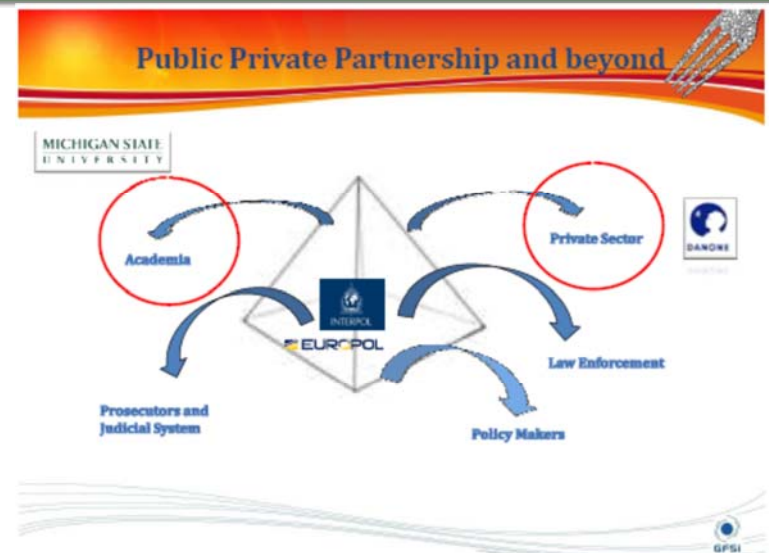 Public Private Partnership and beyond
MICHIGAN STATE
UNIVERSITY
Academia
Private Sector
DANONE
INTERPOL
EUROPOL
Law Enforcement
Prosecutors and
Judicial System
Policy Makers
GFSi